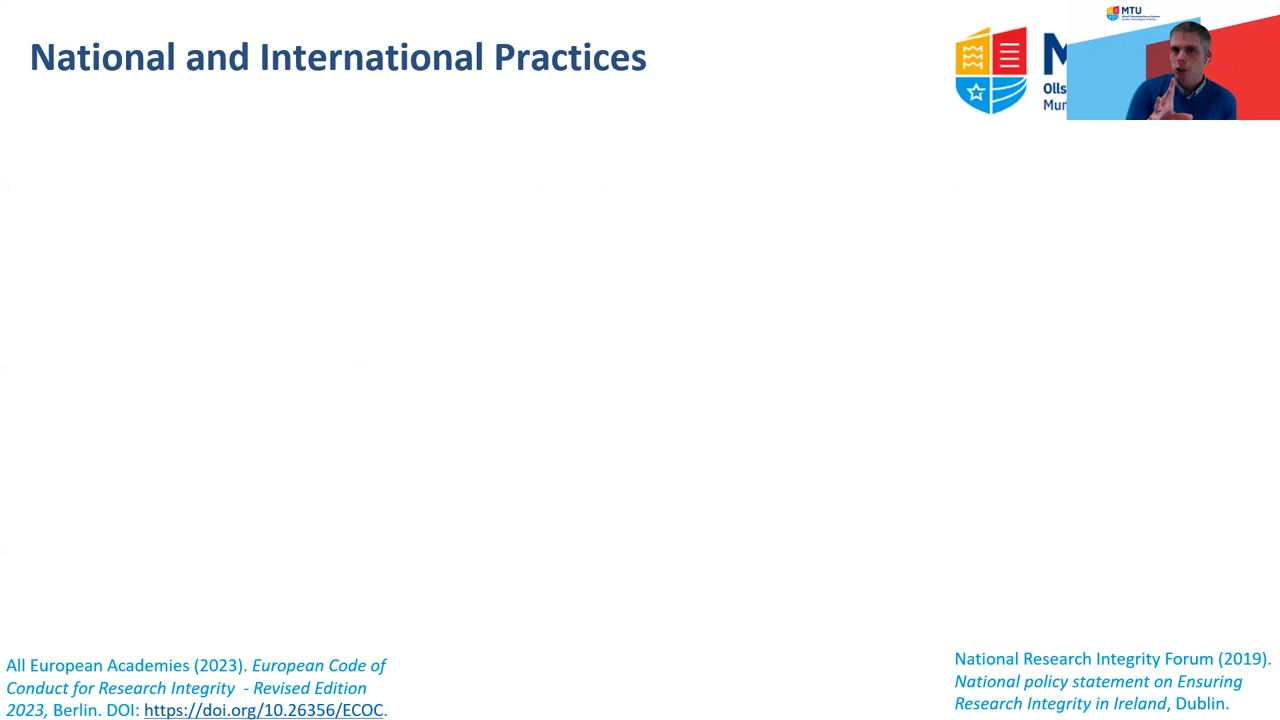 National and International Practices
M
Olls
Mun
MTU
All European Academies (2023). European Code of
Conduct for Research Integrity - Revised Edition
2023, Berlin. DOI: https://doi.org/10.26356/ECOC.
National Research Integrity Forum (2019).
National policy statement on Ensuring
Research Integrity in Ireland, Dublin.